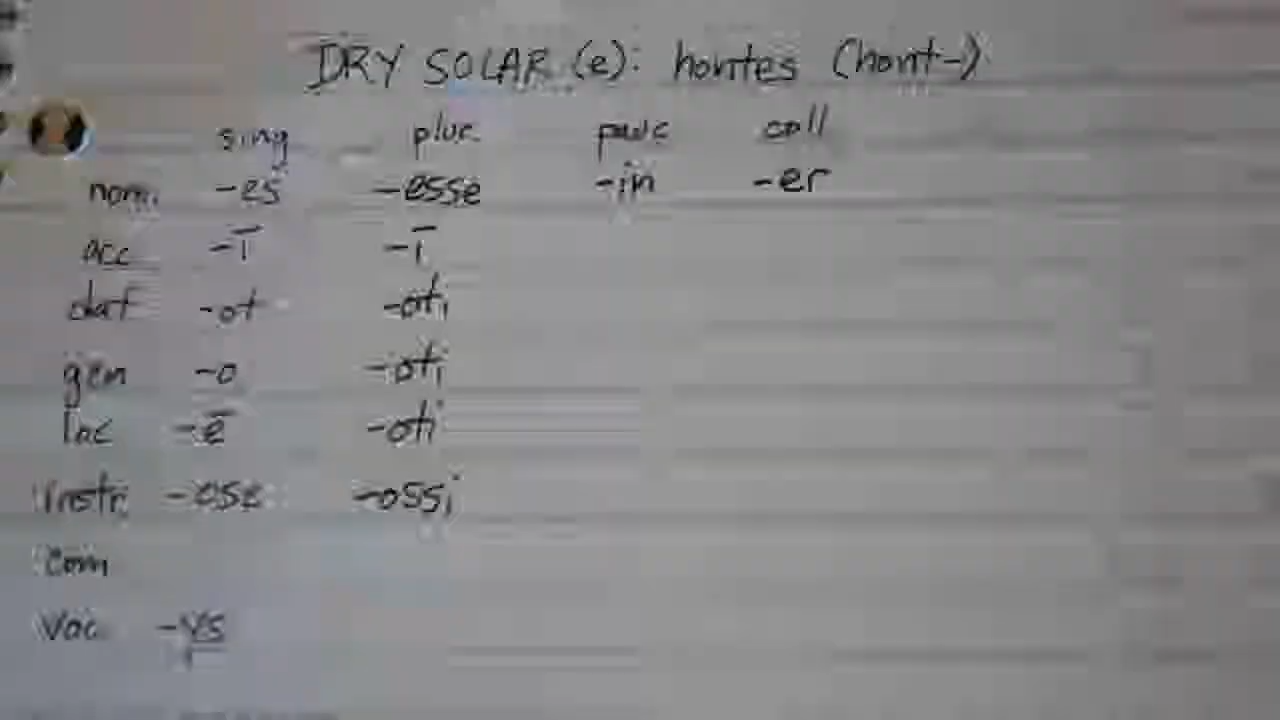 DRY SOLAR (e): hontes (hont-)
sing plur pauc coll
nom. -es -esse -in -er
acc -ī -ī
dat -ot -oti
gen -o -oti
loc -ē -oti
instr. -ose -ossi
com
voc -ys